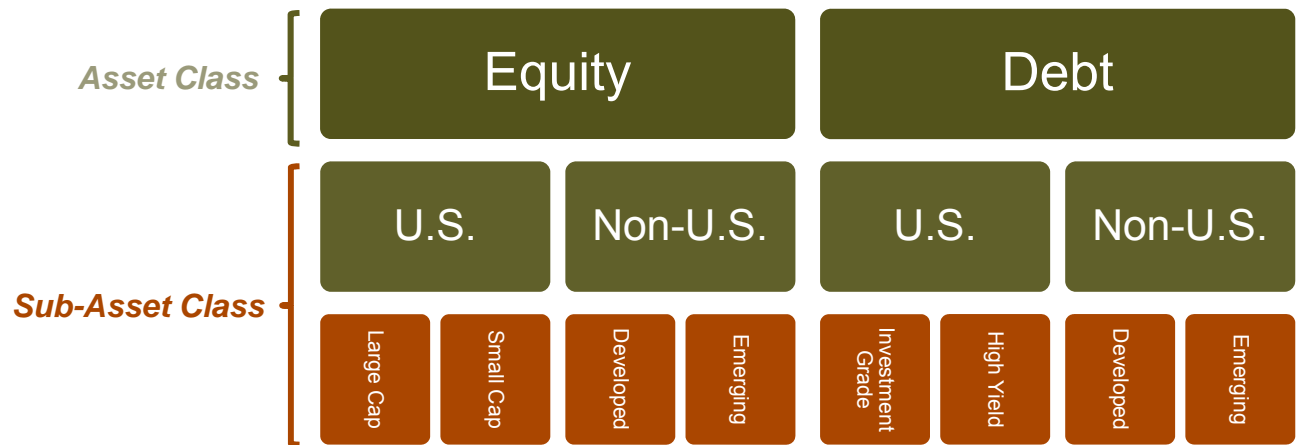 Asset Class
Equity
Debt
Sub-Asset Class
U.S.
Non-U.S.
U.S.
Non-U.S.
Large Cap
Small Cap
Developed
Emerging
Investment
Grade
High Yield
Developed
Emerging